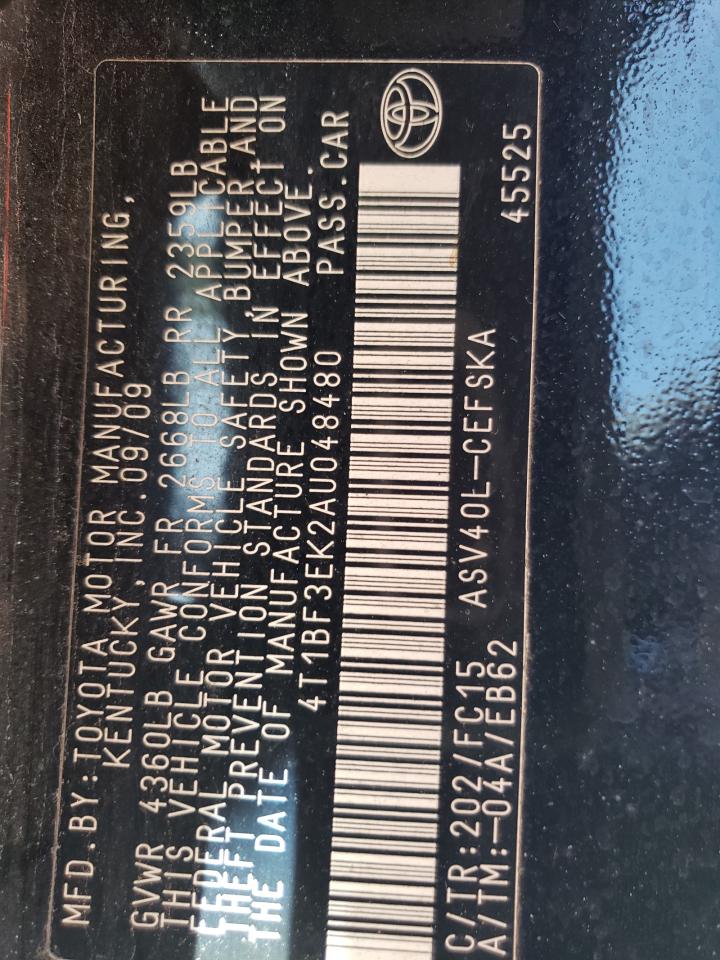 MFD.BY:TOYOTA MOTOR MANUFACTURING,
KENTUCKY,INC.09/09
GVWR 4360LB GAWR FR 2668LB RR 2359LB
THIS VEHICLE CONFORMS TO ALL APPLICABLE
FEDERAL MOTOR VEHICLE SAFETY,BUMPER,AND
THEFT PREVENTION STANDARDS IN EFFECT ON
THE DATE OF MANUFACTURE SHOWN ABOVE.
4T1BF3EK2AU048480 PASS.CAR
C/TR:202/FC15 ASV40L-CEFSKA 45525
A/TM:-04A/EB62